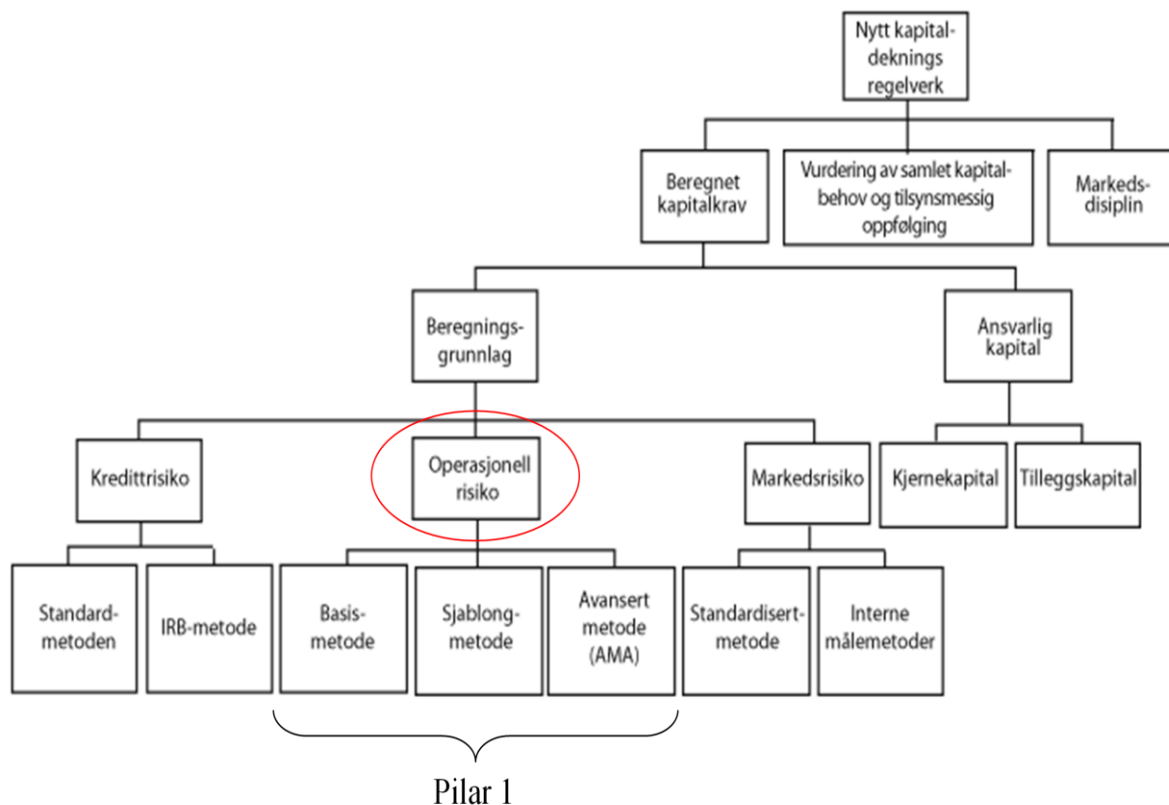 Nytt kapital-
deknings
regelverk
Beregnet
kapitalkrav
Vurdering av samlet kapital-
behov og tilsynsmessig
oppfølging
Markeds-
disiplin
Beregnings-
grunnlag
Ansvarlig
kapital
Kredittrisiko
Operasjonell
risiko
Markedsrisiko
Kjernekapital
Tilleggskapital
Standard-
metoden
IRB-metode
Basis-
metode
Sjablong-
metode
Avansert
metode
(AMA)
Standardisert-
metode
Interne
målemetoder
Pilar 1